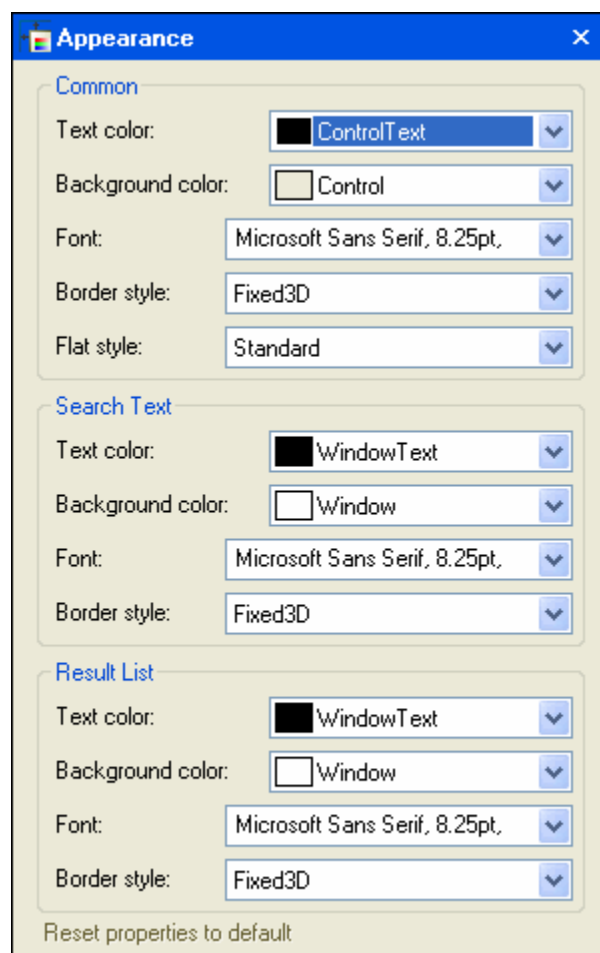 Appearance
Common
Text color: ControlText
Background color: Control
Font: Microsoft Sans Serif, 8.25pt,
Border style: Fixed3D
Flat style: Standard
Search Text
Text color: WindowText
Background color: Window
Font: Microsoft Sans Serif, 8.25pt,
Border style: Fixed3D
Result List
Text color: WindowText
Background color: Window
Font: Microsoft Sans Serif, 8.25pt,
Border style: Fixed3D
Reset properties to default